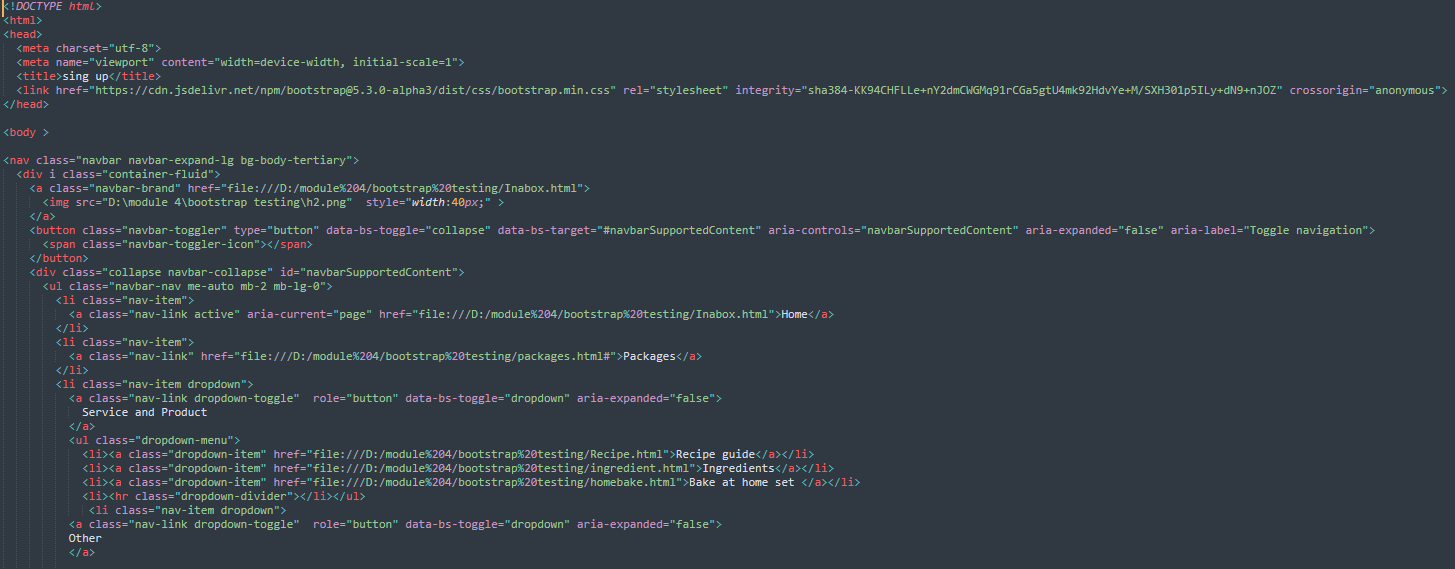 <!DOCTYPE html>
<html>
<head>
  <meta charset="utf-8">
  <meta name="viewport" content="width=device-width, initial-scale=1">
  <title>sing up</title>
  <link href="https://cdn.jsdelivr.net/npm/bootstrap@5.3.0-alpha3/dist/css/bootstrap.min.css" rel="stylesheet" integrity="sha384-KK94CHFLLe+nY2dmCWGMq91rCGa5gtU4mk92HdvYe+M/SXH301p5ILy+dN9+nJOZ" crossorigin="anonymous">
</head>

<body >

<nav class="navbar navbar-expand-lg bg-body-tertiary">
  <div i class="container-fluid">
    <a class="navbar-brand" href="file:///D:/module%204/bootstrap%20testing/Inabox.html">
      <img src="D:\module 4\bootstrap testing\h2.png"  style="width:40px;" >
    </a>
    <button class="navbar-toggler" type="button" data-bs-toggle="collapse" data-bs-target="#navbarSupportedContent" aria-controls="navbarSupportedContent" aria-expanded="false" aria-label="Toggle navigation">
      <span class="navbar-toggler-icon"></span>
    </button>
    <div class="collapse navbar-collapse" id="navbarSupportedContent">
      <ul class="navbar-nav me-auto mb-2 mb-lg-0">
        <li class="nav-item">
          <a class="nav-link active" aria-current="page" href="file:///D:/module%204/bootstrap%20testing/Inabox.html">Home</a>
        </li>
        <li class="nav-item">
          <a class="nav-link" href="file:///D:/module%204/bootstrap%20testing/packages.html#">Packages</a>
        </li>
        <li class="nav-item dropdown">
          <a class="nav-link dropdown-toggle"  role="button" data-bs-toggle="dropdown" aria-expanded="false">
            Service and Product
          </a>
          <ul class="dropdown-menu">
            <li><a class="dropdown-item" href="file:///D:/module%204/bootstrap%20testing/Recipe.html">Recipe guide</a></li>
            <li><a class="dropdown-item" href="file:///D:/module%204/bootstrap%20testing/ingredient.html">Ingredients</a></li>
            <li><a class="dropdown-item" href="file:///D:/module%204/bootstrap%20testing/homebake.html">Bake at home set </a></li>
            <li><hr class="dropdown-divider"></li></ul>
             <li class="nav-item dropdown">
          <a class="nav-link dropdown-toggle"  role="button" data-bs-toggle="dropdown" aria-expanded="false">
          Other
          </a>